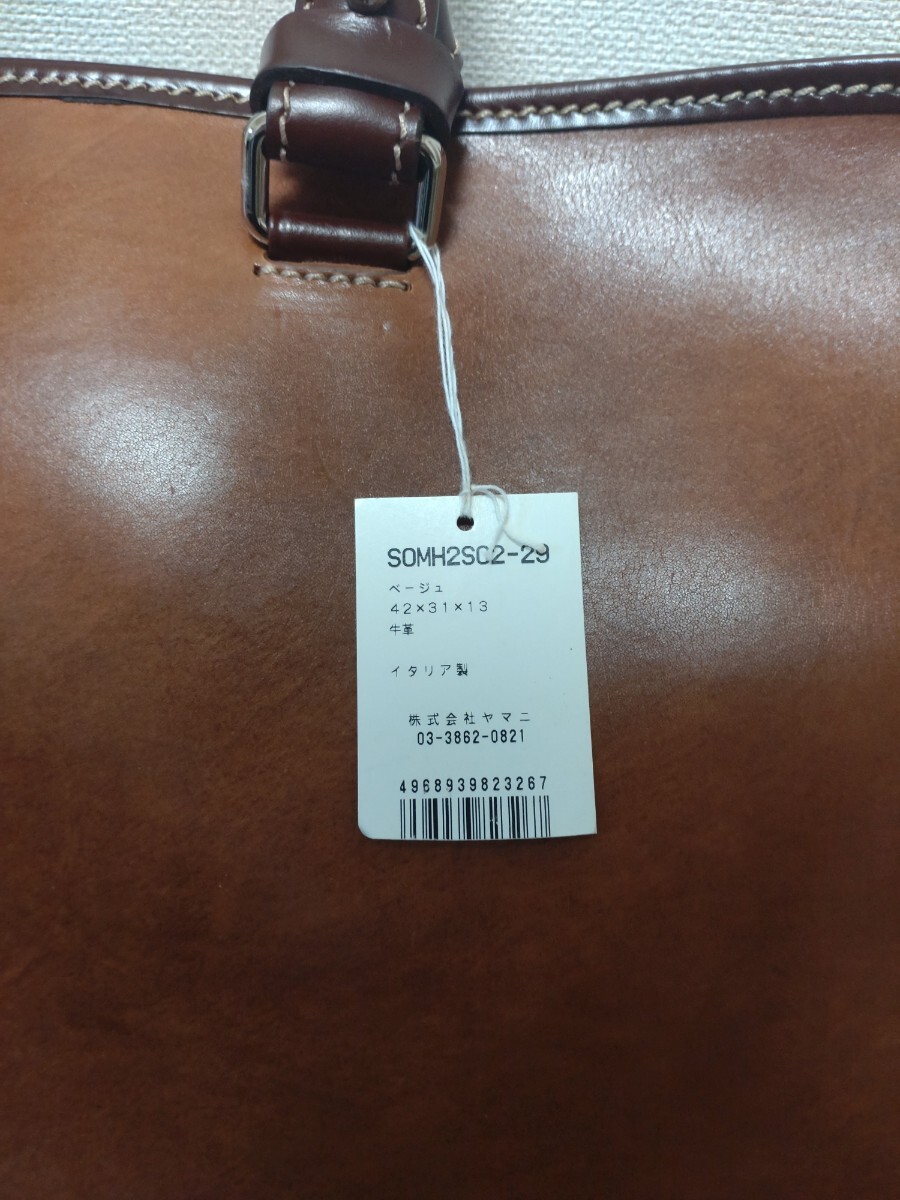 SOMH2SC2-29
ベージュ
42×31×13
牛革
イタリア製
株式会社ヤマニ
03-3862-0821
4968939823267